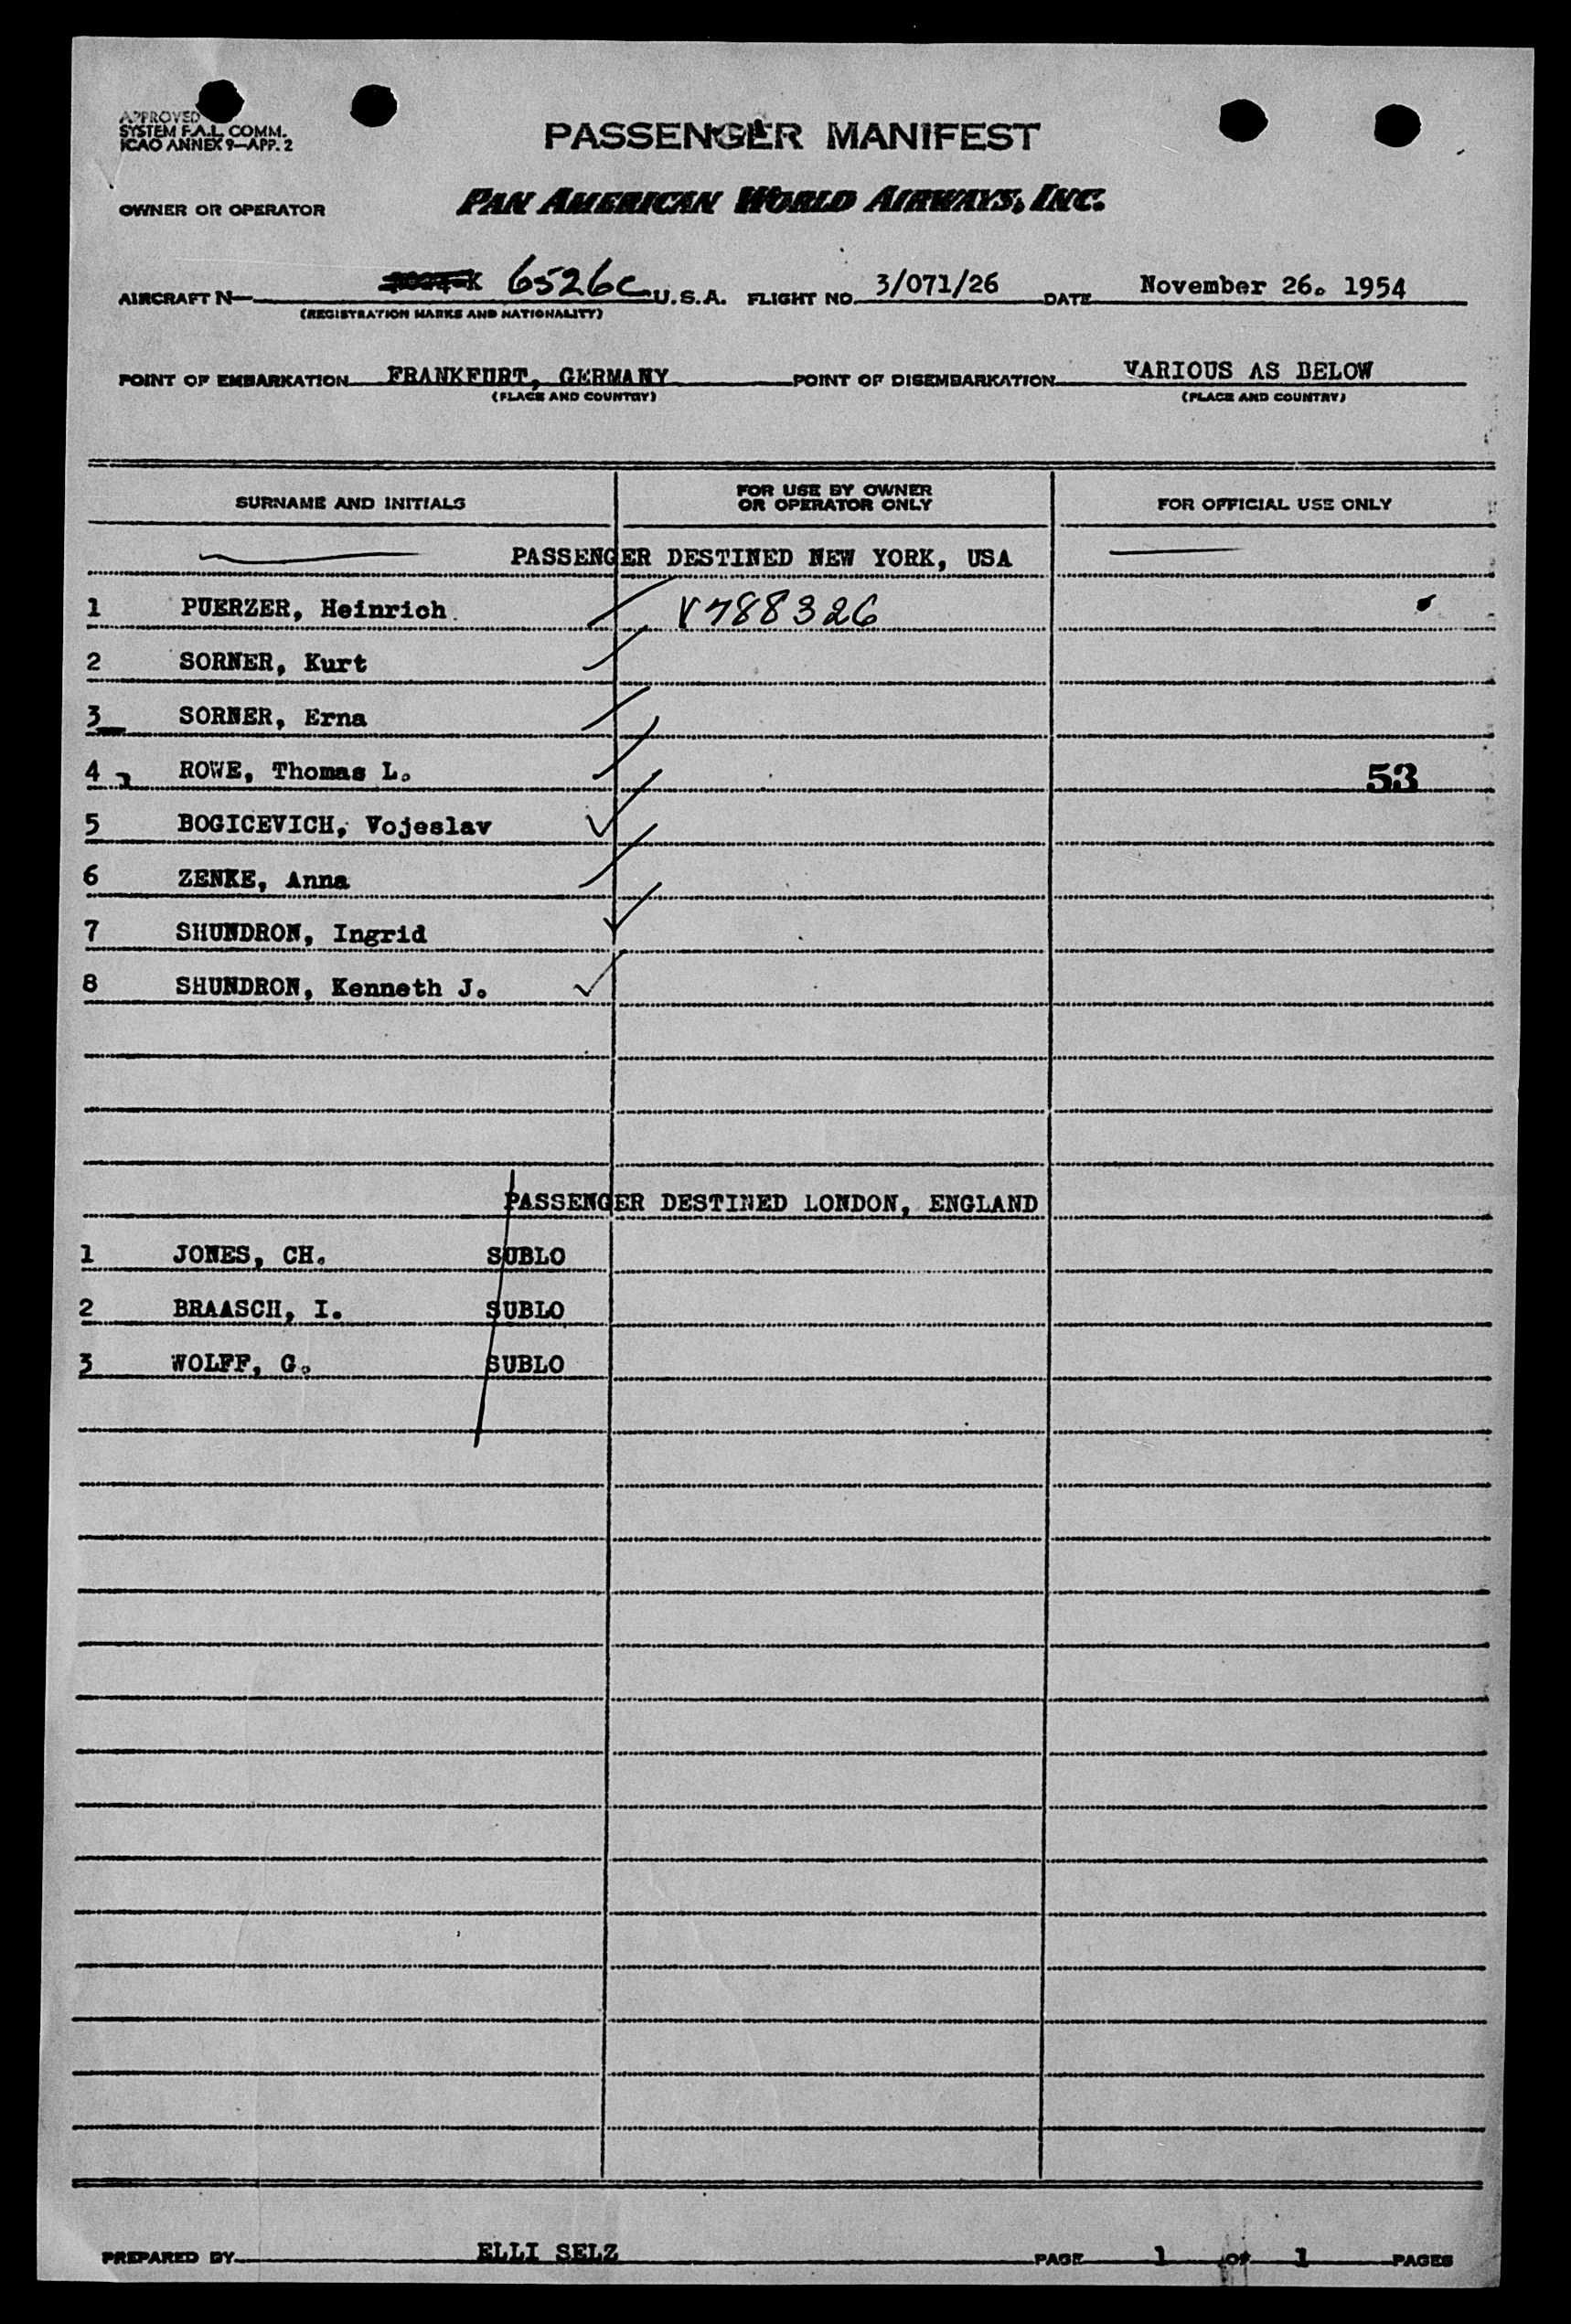 APPROVED
SYSTEM F.A.L. COMM.
ICAO ANNEX 9—APP. 2
PASSENGER MANIFEST
OWNER OR OPERATOR PAN AMERICAN WORLD AIRWAYS, INC.
AIRCRAFT N— 6526C U.S.A. FLIGHT NO. 3/071/26 DATE November 26. 1954
(REGISTRATION MARKS AND NATIONALITY)
POINT OF EMBARKATION FRANKFURT, GERMANY POINT OF DISEMBARKATION VARIOUS AS BELOW
(PLACE AND COUNTRY) (PLACE AND COUNTRY)
SURNAME AND INITIALS FOR USE BY OWNER OR OPERATOR ONLY FOR OFFICIAL USE ONLY
PASSENGER DESTINED NEW YORK, USA
1 PUERZER, Heinrich V788326
2 SORNER, Kurt
3 SORNER, Erna
4 ROWE, Thomas L. 53
5 BOGICEVICH, Vojeslav
6 ZENKE, Anna
7 SHUNDRON, Ingrid
8 SHUNDRON, Kenneth J.
PASSENGER DESTINED LONDON, ENGLAND
1 JONES, CH. SUBLO
2 BRAASCH, I. SUBLO
3 WOLFF, G. SUBLO
PREPARED BY ELLI SELZ PAGE 1 OF 1 PAGES